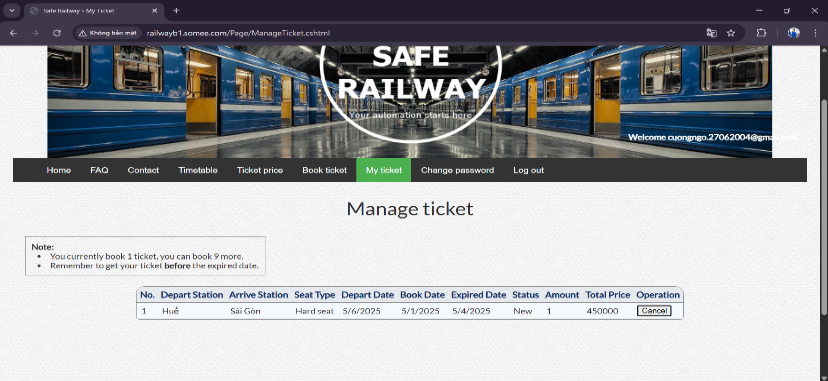 Safe Railway - My Ticket
Không bảo mật
railwayb1.somee.com/Page/ManageTicket.cshtml
SAFE
RAILWAY
Your automation starts here
Welcome cuongngo.27062004@gmail.com
Home FAQ Contact Timetable Ticket price Book ticket My ticket Change password Log out
Manage ticket
Note:
You currently book 1 ticket, you can book 9 more.
Remember to get your ticket before the expired date.
No. Depart Station Arrive Station Seat Type Depart Date Book Date Expired Date Status Amount Total Price Operation
1 Huế Sài Gòn Hard seat 5/6/2025 5/1/2025 5/4/2025 New 1 450000 Cancel